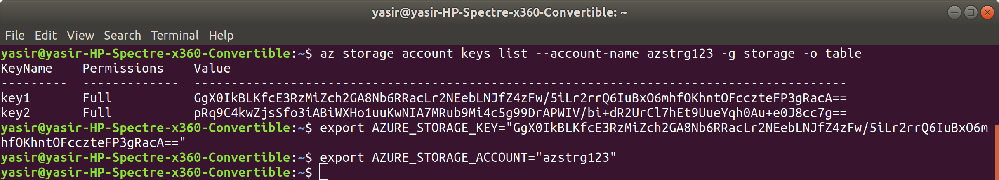 yasir@yasir-HP-Spectre-x360-Convertible: ~
File Edit View Search Terminal Help
yasir@yasir-HP-Spectre-x360-Convertible:~$ az storage account keys list --account-name azstrg123 -g storage -o table
KeyName    Permissions    Value
---------  -------------  ----------------------------------------------------------------------------------------
key1       Full           GgX0IkBLKfcE3RzMiZch2GA8Nb6RRacLr2NEebLNJfZ4zFw/5iLr2rrQ6IuBxO6mhfOKhntOFcczteFP3gRacA==
key2       Full           pRq9C4kwZjsSfo3iABiWXHo1uuKwNIA7MRub9Mi4c5g99DrAPWIV/bi+dR2UrCl7hEt9UueYqh0Au+e0J8cc7g==
yasir@yasir-HP-Spectre-x360-Convertible:~$ export AZURE_STORAGE_KEY="GgX0IkBLKfcE3RzMiZch2GA8Nb6RRacLr2NEebLNJfZ4zFw/5iLr2rrQ6IuBxO6m
hfOKhntOFcczteFP3gRacA=="
yasir@yasir-HP-Spectre-x360-Convertible:~$ export AZURE_STORAGE_ACCOUNT="azstrg123"
yasir@yasir-HP-Spectre-x360-Convertible:~$